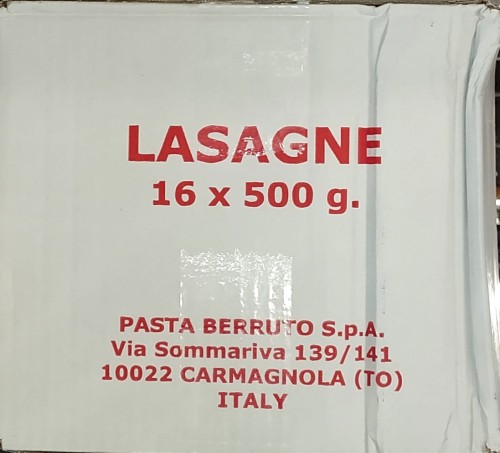 LASAGNE
16 x 500 g.
PASTA BERRUTO S.p.A.
Via Sommariva 139/141
10022 CARMAGNOLA (TO)
ITALY